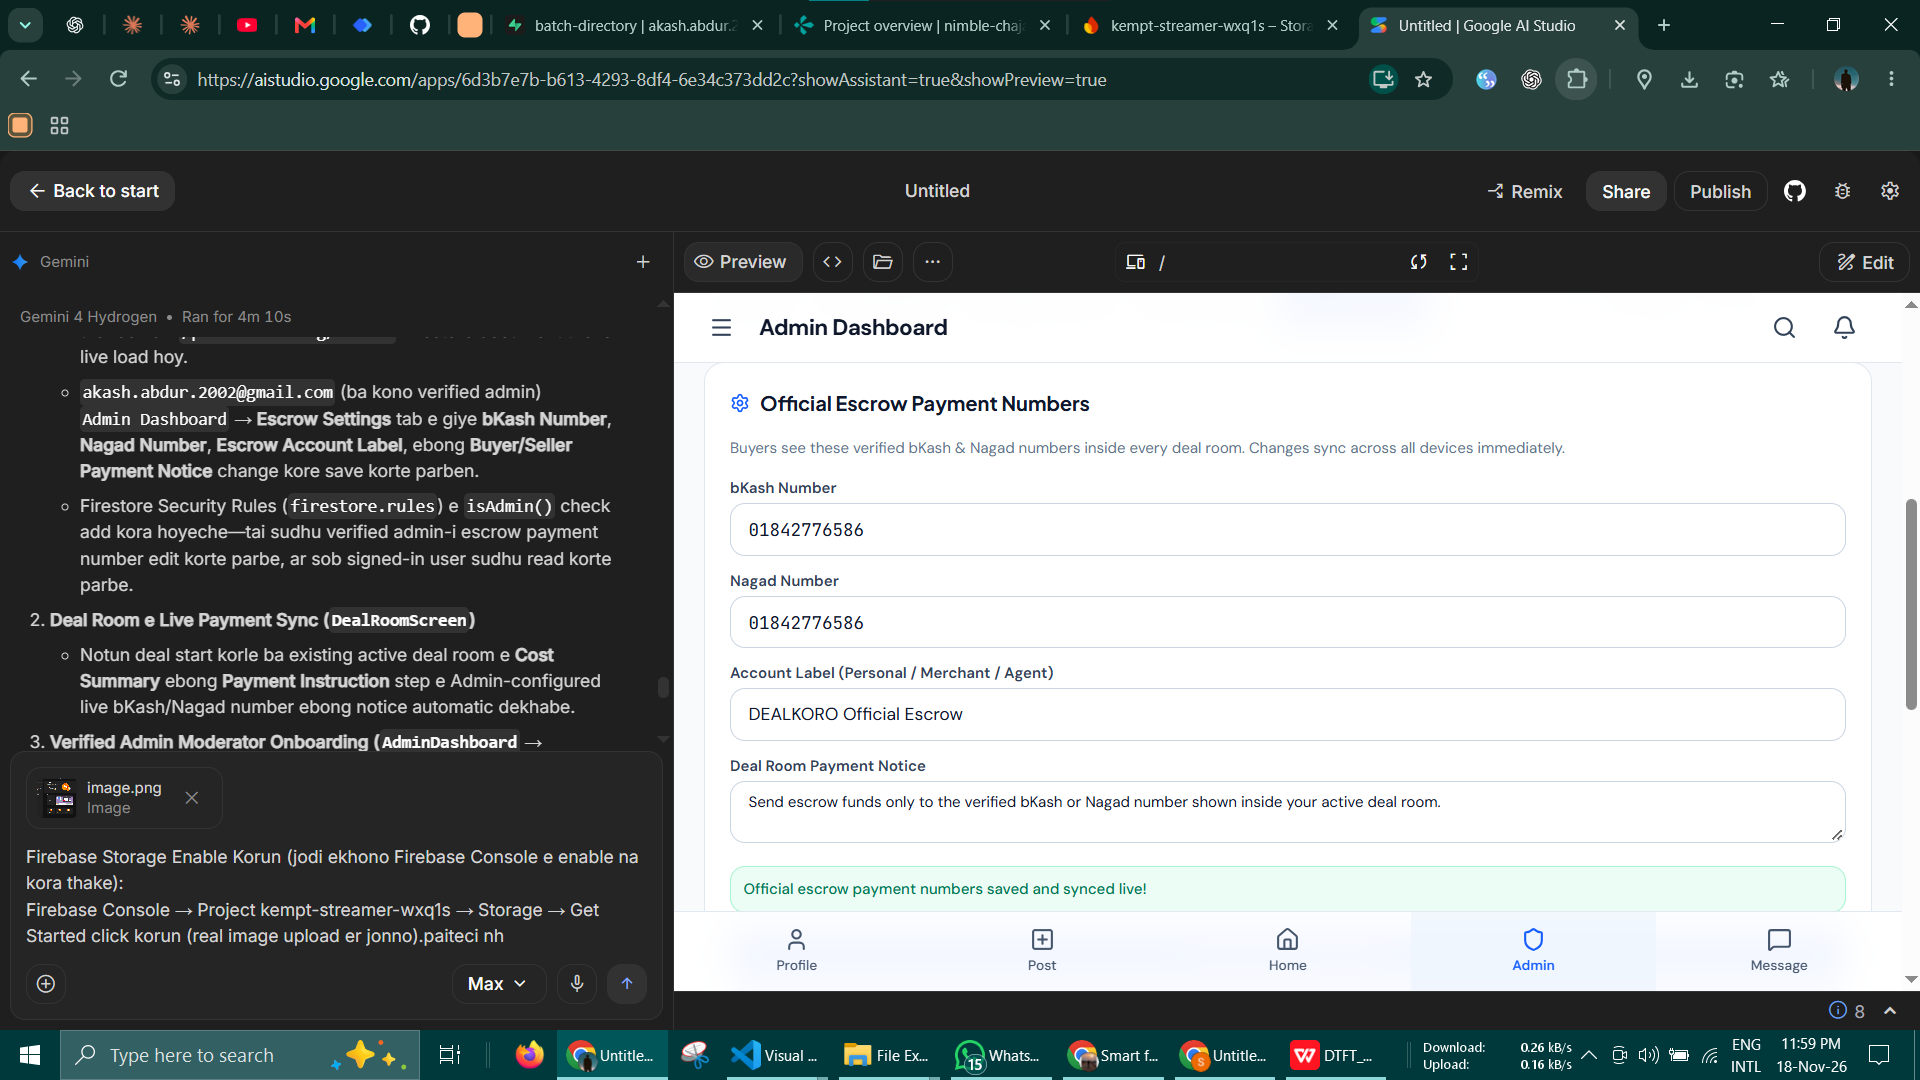 batch-directory | akash.abdur.2
Project overview | nimble-chaj
kempt-streamer-wxq1s – Stora
Untitled | Google AI Studio
https://aistudio.google.com/apps/6d3b7e7b-b613-4293-8df4-6e34c373dd2c?showAssistant=true&showPreview=true
Back to start
Untitled
Remix
Share
Publish
Gemini
Preview
/
Edit
Gemini 4 Hydrogen • Ran for 4m 10s
live load hoy.
akash.abdur.2002@gmail.com (ba kono verified admin)
Admin Dashboard → Escrow Settings tab e giye bKash Number,
Nagad Number, Escrow Account Label, ebong Buyer/Seller
Payment Notice change kore save korte parben.
Firestore Security Rules (firestore.rules) e isAdmin() check
add kora hoyeche—tai sudhu verified admin-i escrow payment
number edit korte parbe, ar sob signed-in user sudhu read korte
parbe.
2. Deal Room e Live Payment Sync (DealRoomScreen)
Notun deal start korle ba existing active deal room e Cost
Summary ebong Payment Instruction step e Admin-configured
live bKash/Nagad number ebong notice automatic dekhabe.
3. Verified Admin Moderator Onboarding (AdminDashboard →
image.png
Image
Firebase Storage Enable Korun (jodi ekhono Firebase Console e enable na
kora thake):
Firebase Console → Project kempt-streamer-wxq1s → Storage → Get
Started click korun (real image upload er jonno).paiteci nh
Max
Admin Dashboard
Official Escrow Payment Numbers
Buyers see these verified bKash & Nagad numbers inside every deal room. Changes sync across all devices immediately.
bKash Number
01842776586
Nagad Number
01842776586
Account Label (Personal / Merchant / Agent)
DEALKORO Official Escrow
Deal Room Payment Notice
Send escrow funds only to the verified bKash or Nagad number shown inside your active deal room.
Official escrow payment numbers saved and synced live!
Profile
Post
Home
Admin
Message
8
Type here to search
Untitle...
Visual ...
File Ex...
15
Whats...
Smart f...
Untitle...
DTFT_...
Download: 0.26 kB/s
Upload: 0.16 kB/s
ENG
INTL
11:59 PM
18-Nov-26